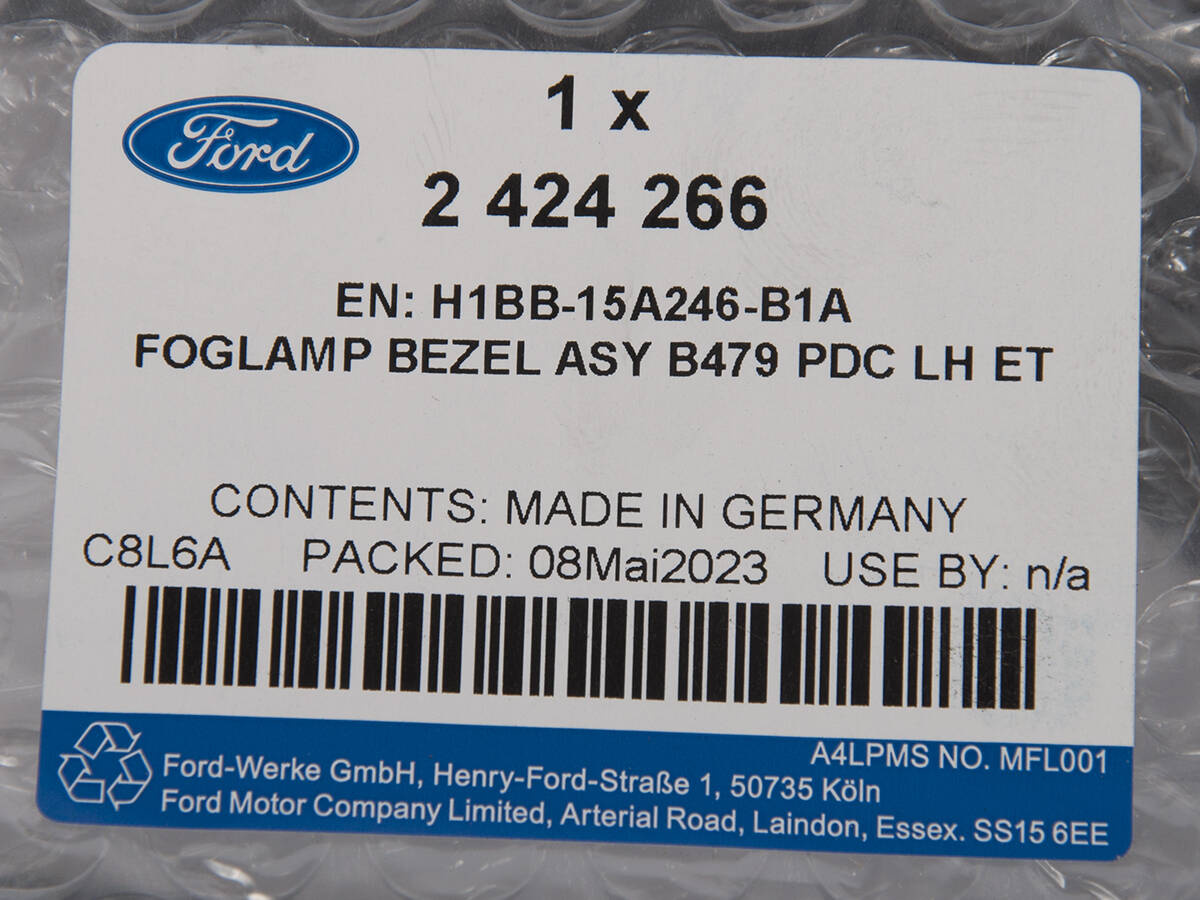 Ford
1 x
2 424 266
EN: H1BB-15A246-B1A
FOGLAMP BEZEL ASY B479 PDC LH ET
CONTENTS: MADE IN GERMANY
C8L6A PACKED: 08Mai2023 USE BY: n/a
A4LPMS NO. MFL001
Ford-Werke GmbH, Henry-Ford-Straße 1, 50735 Köln
Ford Motor Company Limited, Arterial Road, Laindon, Essex. SS15 6EE